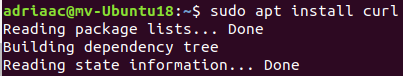 adriaac@mv-Ubuntu18:~$ sudo apt install curl
Reading package lists... Done
Building dependency tree
Reading state information... Done